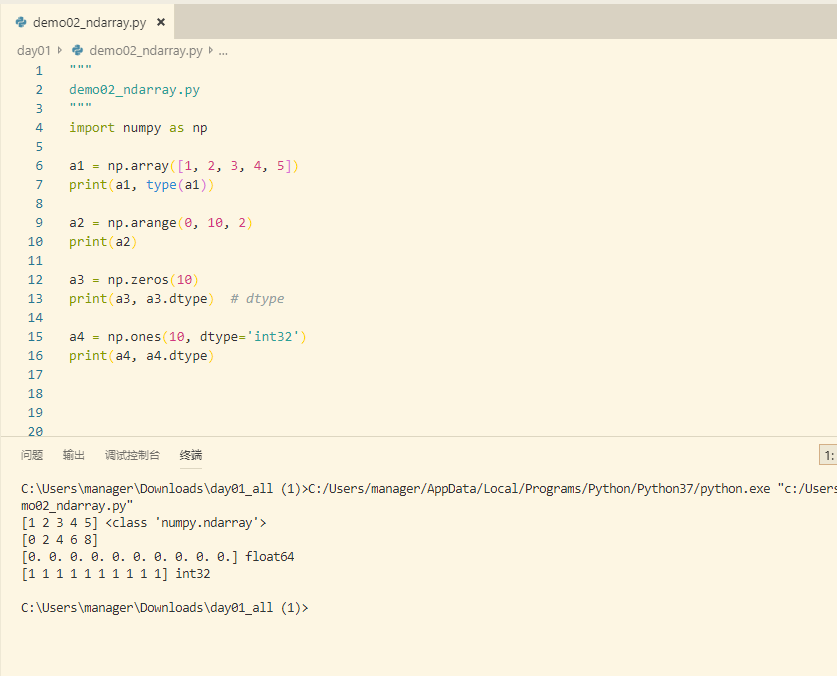 demo02_ndarray.py ×
day01 demo02_ndarray.py ...
1 """
2 demo02_ndarray.py
3 """
4 import numpy as np
5
6 a1 = np.array([1, 2, 3, 4, 5])
7 print(a1, type(a1))
8
9 a2 = np.arange(0, 10, 2)
10 print(a2)
11
12 a3 = np.zeros(10)
13 print(a3, a3.dtype)  # dtype
14
15 a4 = np.ones(10, dtype='int32')
16 print(a4, a4.dtype)
17
18
19
20
问题 输出 调试控制台 终端 1:
C:\Users\manager\Downloads\day01_all (1)>C:/Users/manager/AppData/Local/Programs/Python/Python37/python.exe "c:/Users
mo02_ndarray.py"
[1 2 3 4 5] <class 'numpy.ndarray'>
[0 2 4 6 8]
[0. 0. 0. 0. 0. 0. 0. 0. 0. 0.] float64
[1 1 1 1 1 1 1 1 1 1] int32
C:\Users\manager\Downloads\day01_all (1)>